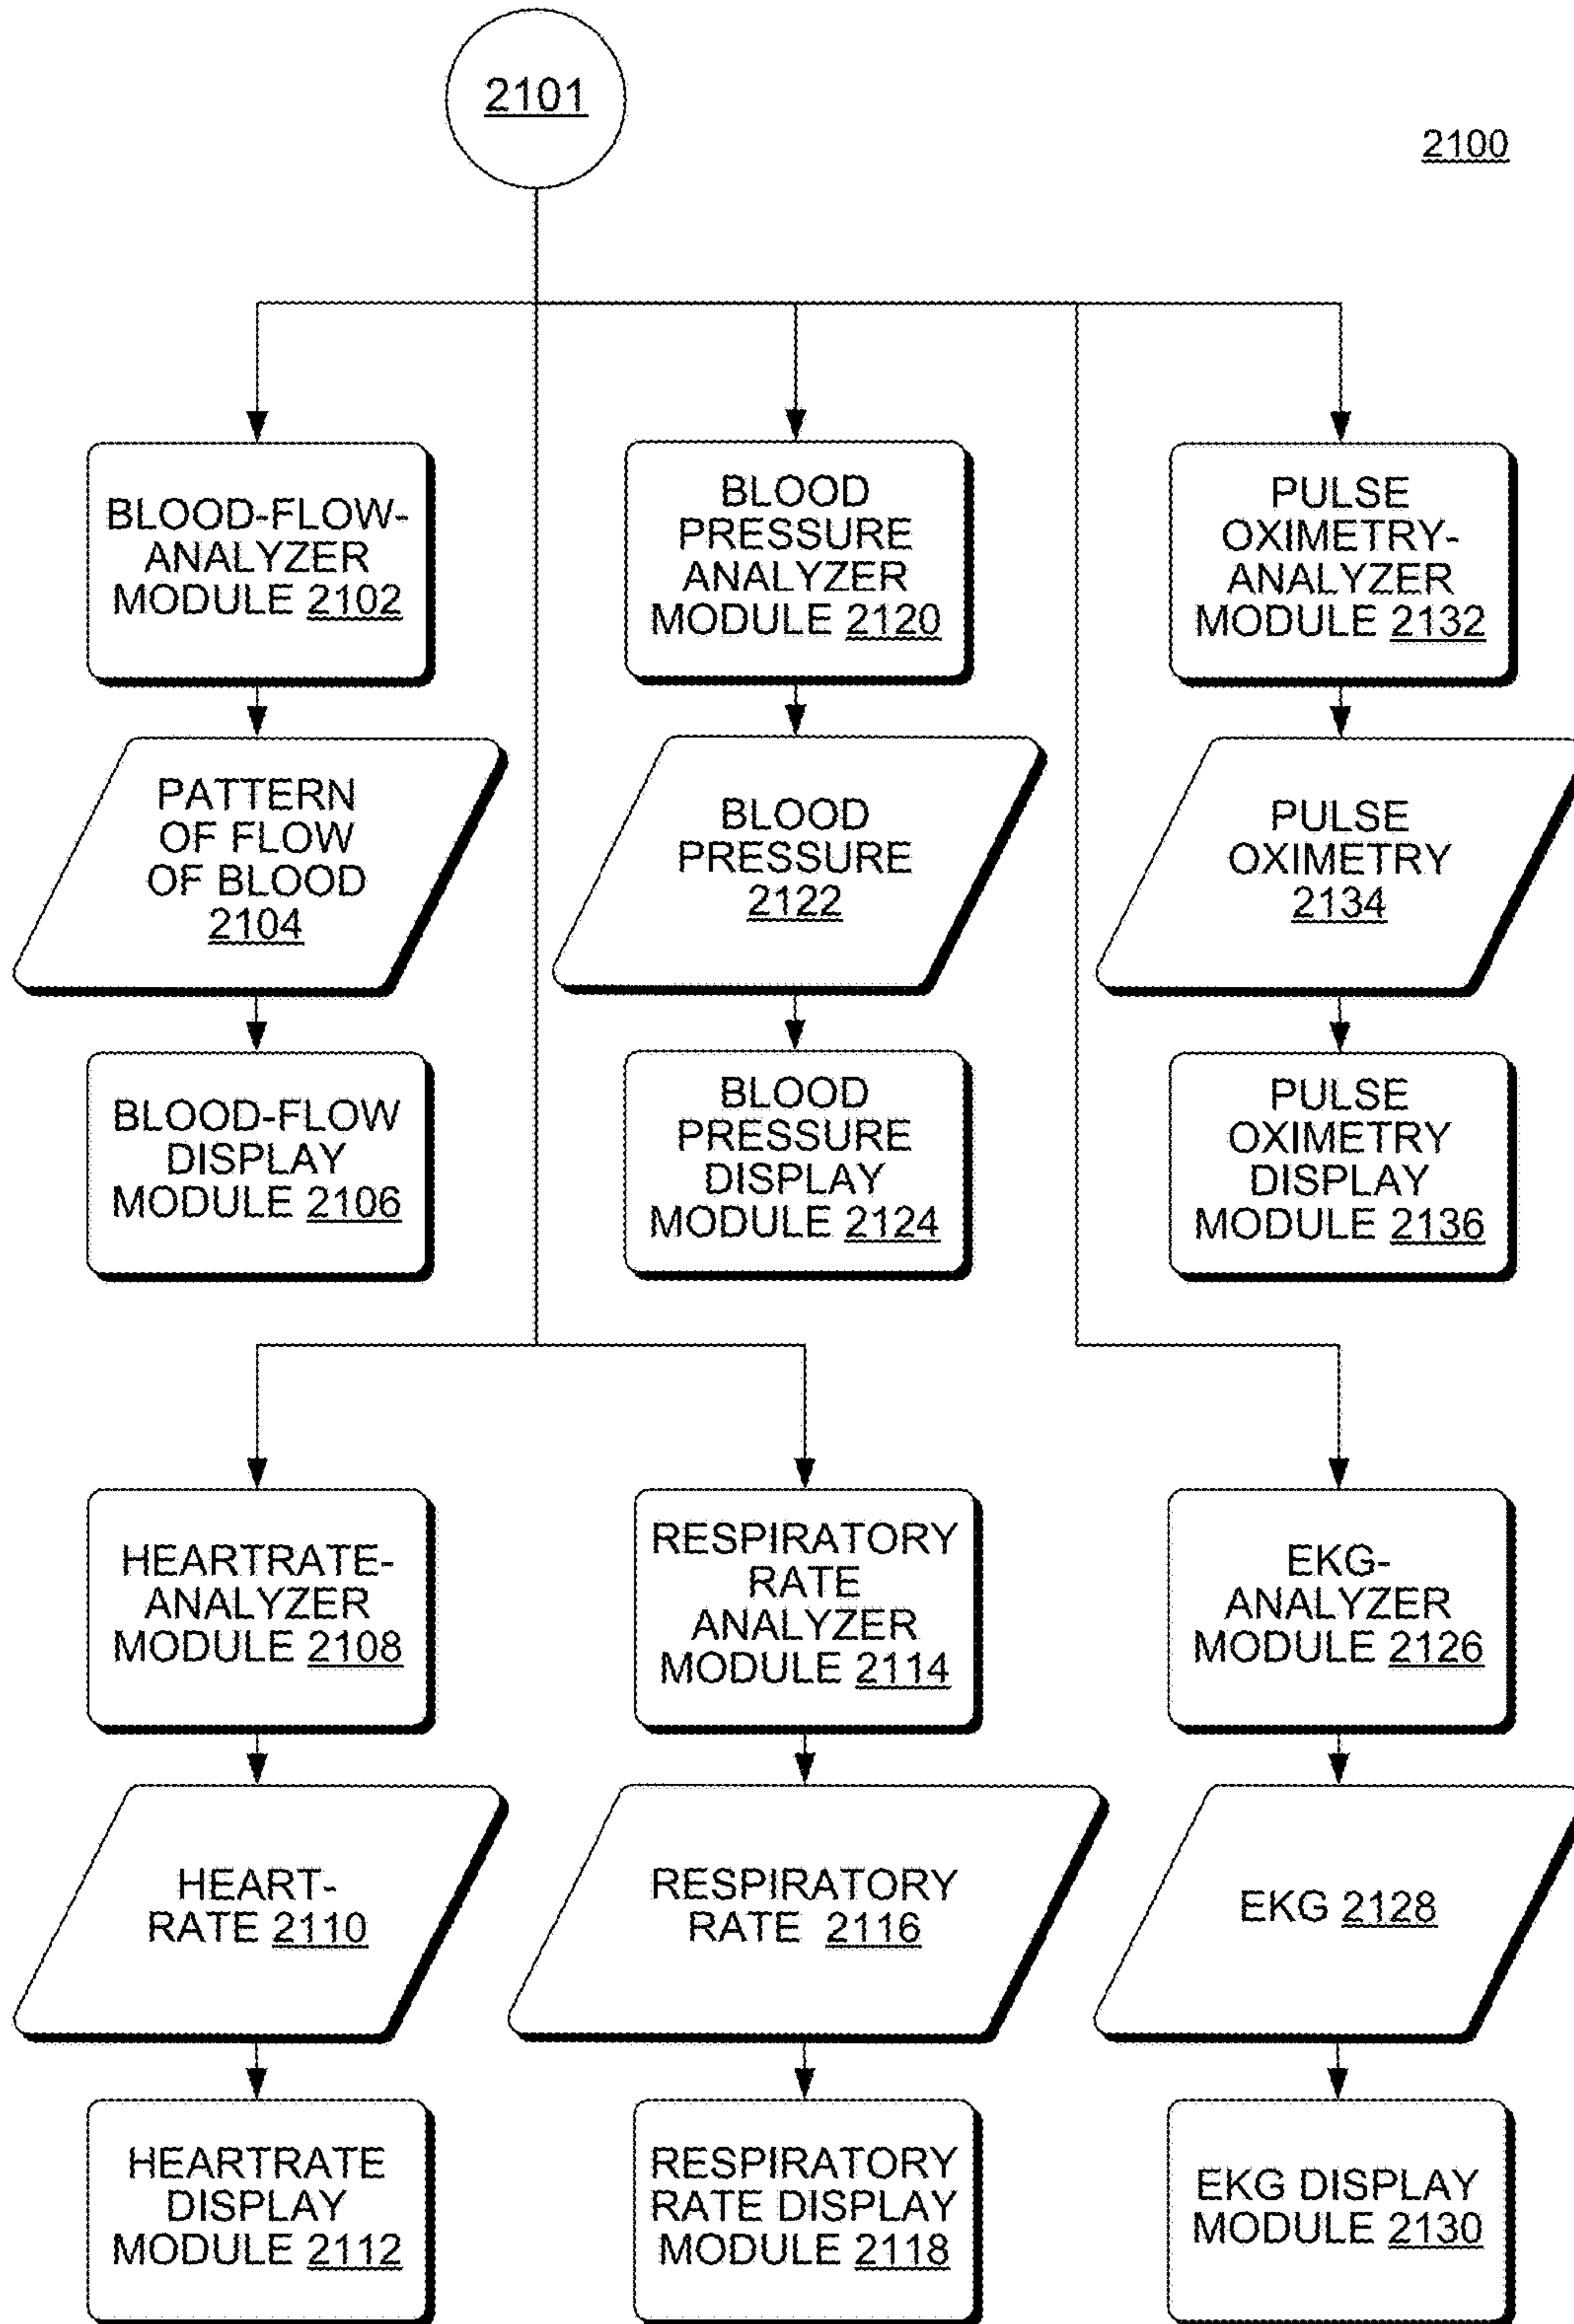 2101
2100
BLOOD-FLOW-
ANALYZER
MODULE 2102
BLOOD
PRESSURE
ANALYZER
MODULE 2120
PULSE
OXIMETRY-
ANALYZER
MODULE 2132
PATTERN
OF FLOW
OF BLOOD
2104
BLOOD
PRESSURE
2122
PULSE
OXIMETRY
2134
BLOOD-FLOW
DISPLAY
MODULE 2106
BLOOD
PRESSURE
DISPLAY
MODULE 2124
PULSE
OXIMETRY
DISPLAY
MODULE 2136
HEARTRATE-
ANALYZER
MODULE 2108
RESPIRATORY
RATE
ANALYZER
MODULE 2114
EKG-
ANALYZER
MODULE 2126
HEART-
RATE 2110
RESPIRATORY
RATE 2116
EKG 2128
HEARTRATE
DISPLAY
MODULE 2112
RESPIRATORY
RATE DISPLAY
MODULE 2118
EKG DISPLAY
MODULE 2130